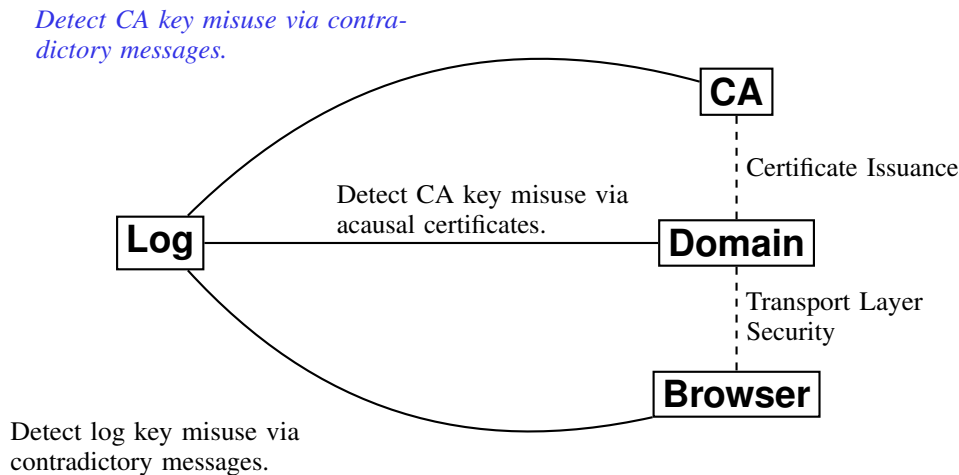 Detect CA key misuse via contra-
dictory messages.
CA
Certificate Issuance
Detect CA key misuse via
acausal certificates.
Log
Domain
Transport Layer
Security
Browser
Detect log key misuse via
contradictory messages.